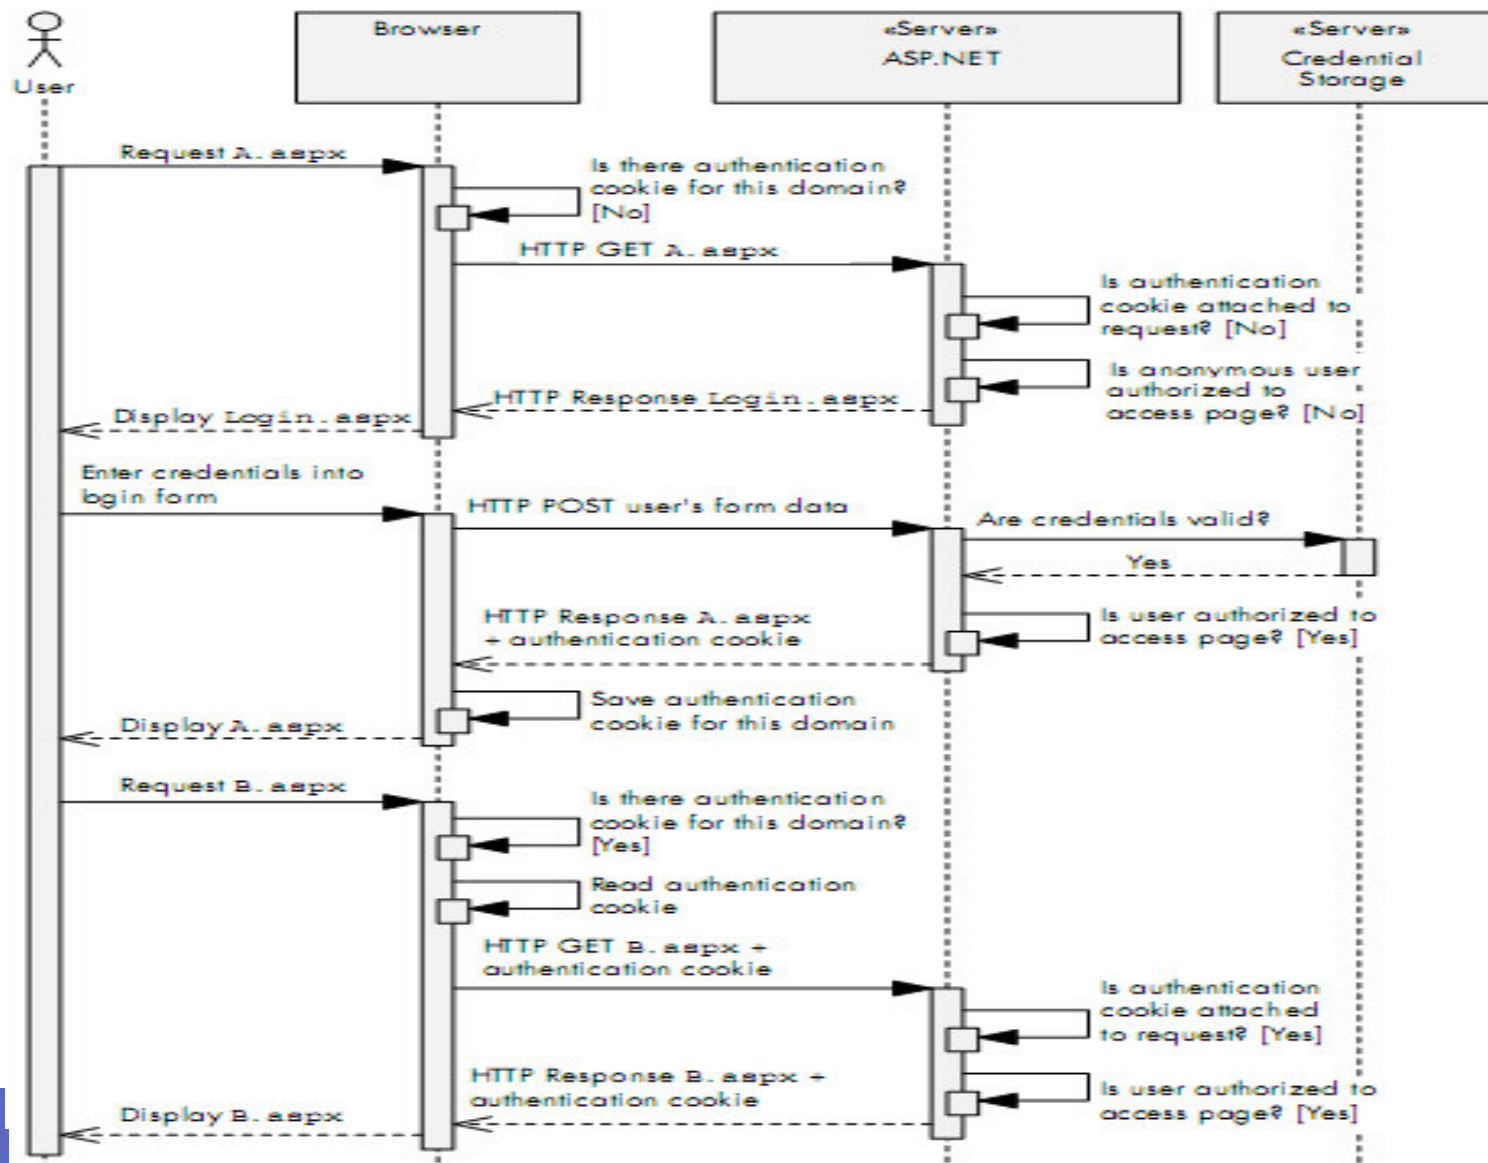 User
Browser
«Server»
ASP.NET
«Server»
Credential
Storage
Request A.aspx
Is there authentication
cookie for this domain?
[No]
HTTP GET A.aspx
Is authentication
cookie attached to
request? [No]
Is anonymous user
authorized to
access page? [No]
HTTP Response Login.aspx
Display Login.aspx
Enter credentials into
login form
HTTP POST user's form data
Are credentials valid?
Yes
Is user authorized to
access page? [Yes]
HTTP Response A.aspx
+ authentication cookie
Save authentication
cookie for this domain
Display A.aspx
Request B.aspx
Is there authentication
cookie for this domain?
[Yes]
Read authentication
cookie
HTTP GET B.aspx +
authentication cookie
Is authentication
cookie attached
to request? [Yes]
Is user authorized to
access page? [Yes]
HTTP Response B.aspx +
authentication cookie
Display B.aspx